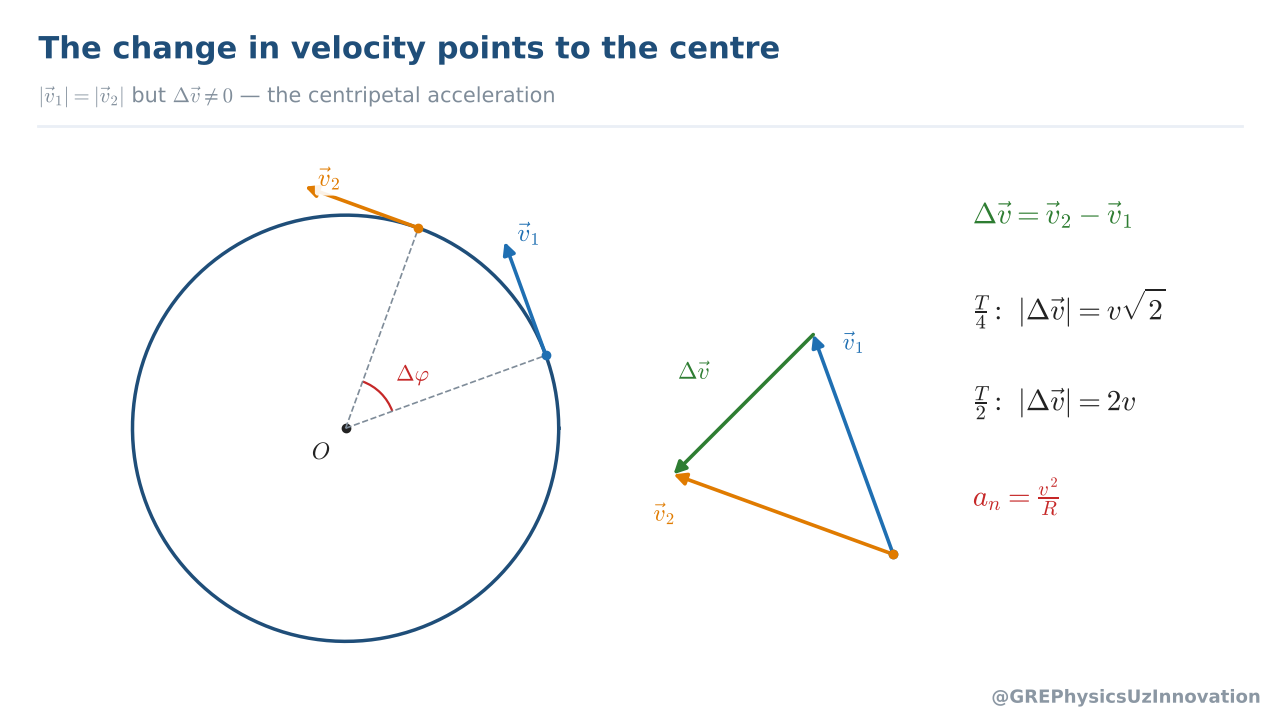 The change in velocity points to the centre
|v⃗₁| = |v⃗₂| but Δv⃗ ≠ 0 — the centripetal acceleration
v⃗₂
v⃗₁
Δφ
O
Δv⃗
v⃗₁
v⃗₂
Δv⃗ = v⃗₂ − v⃗₁
T/4 : |Δv⃗| = v√2
T/2 : |Δv⃗| = 2v
aₙ = v²/R
@GREPhysicsUzInnovation